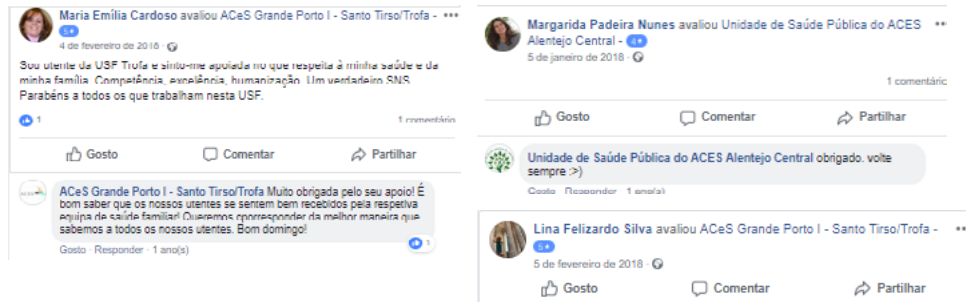 Maria Emília Cardoso avaliou ACeS Grande Porto I - Santo Tirso/Trofa -
5★
4 de fevereiro de 2018 ·
Sou utente da USF Trofa e sinto-me apoiada no que respeita à minha saúde e da
minha família. Competência, excelência, humanização. Um verdadeiro SNS.
Parabéns a todos os que trabalham nesta USF.
1
1 comentário
Gosto Comentar Partilhar
ACeS Grande Porto I - Santo Tirso/Trofa Muito obrigada pelo seu apoio! É
bom saber que os nossos utentes se sentem bem recebidos pela respetiva
equipa de saúde familiar! Queremos cporresponder da melhor maneira que
sabemos a todos os nossos utentes. Bom domingo!
1
Gosto · Responder · 1 ano(s)
Margarida Padeira Nunes avaliou Unidade de Saúde Pública do ACES
Alentejo Central - 4★
5 de janeiro de 2018 ·
1 comentário
Gosto Comentar Partilhar
Unidade de Saúde Pública do ACES Alentejo Central obrigado. volte
sempre :>)
Gosto · Responder · 1 ano(s)
Lina Felizardo Silva avaliou ACeS Grande Porto I - Santo Tirso/Trofa -
5★
5 de fevereiro de 2018 ·
Gosto Comentar Partilhar